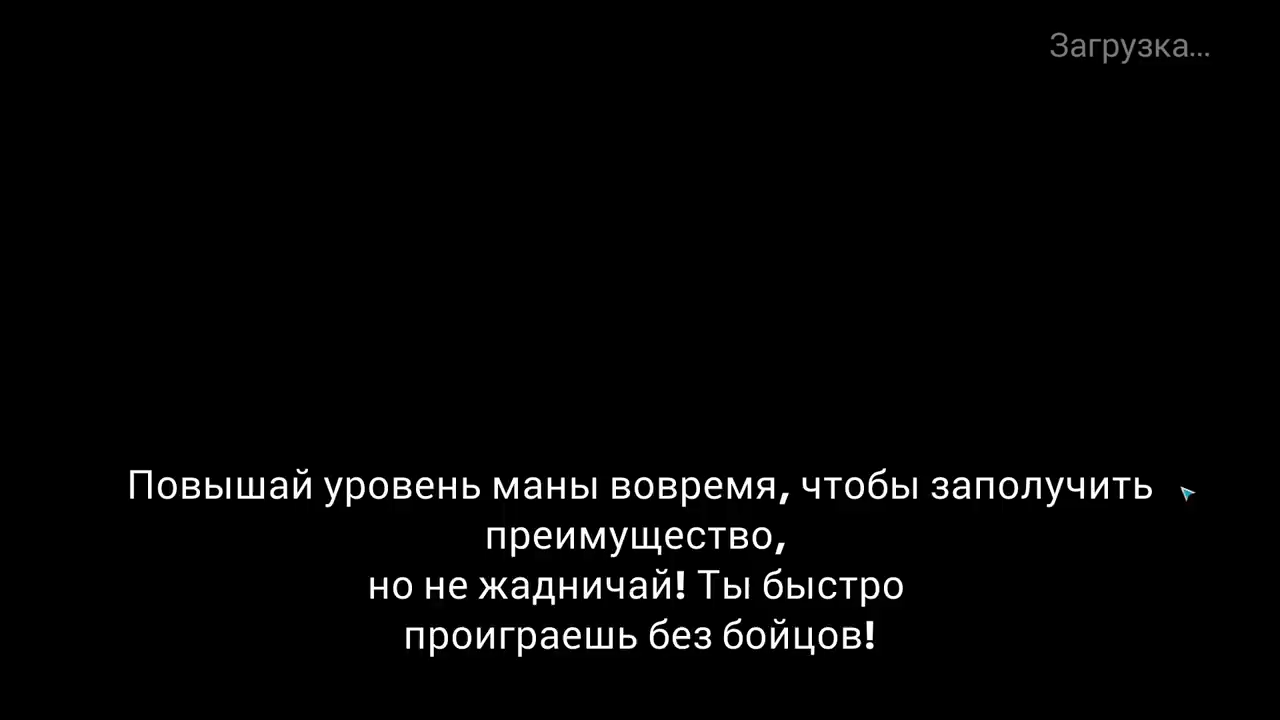 Загрузка...
Повышай уровень маны вовремя, чтобы заполучить
преимущество,
но не жадничай! Ты быстро
проиграешь без бойцов!